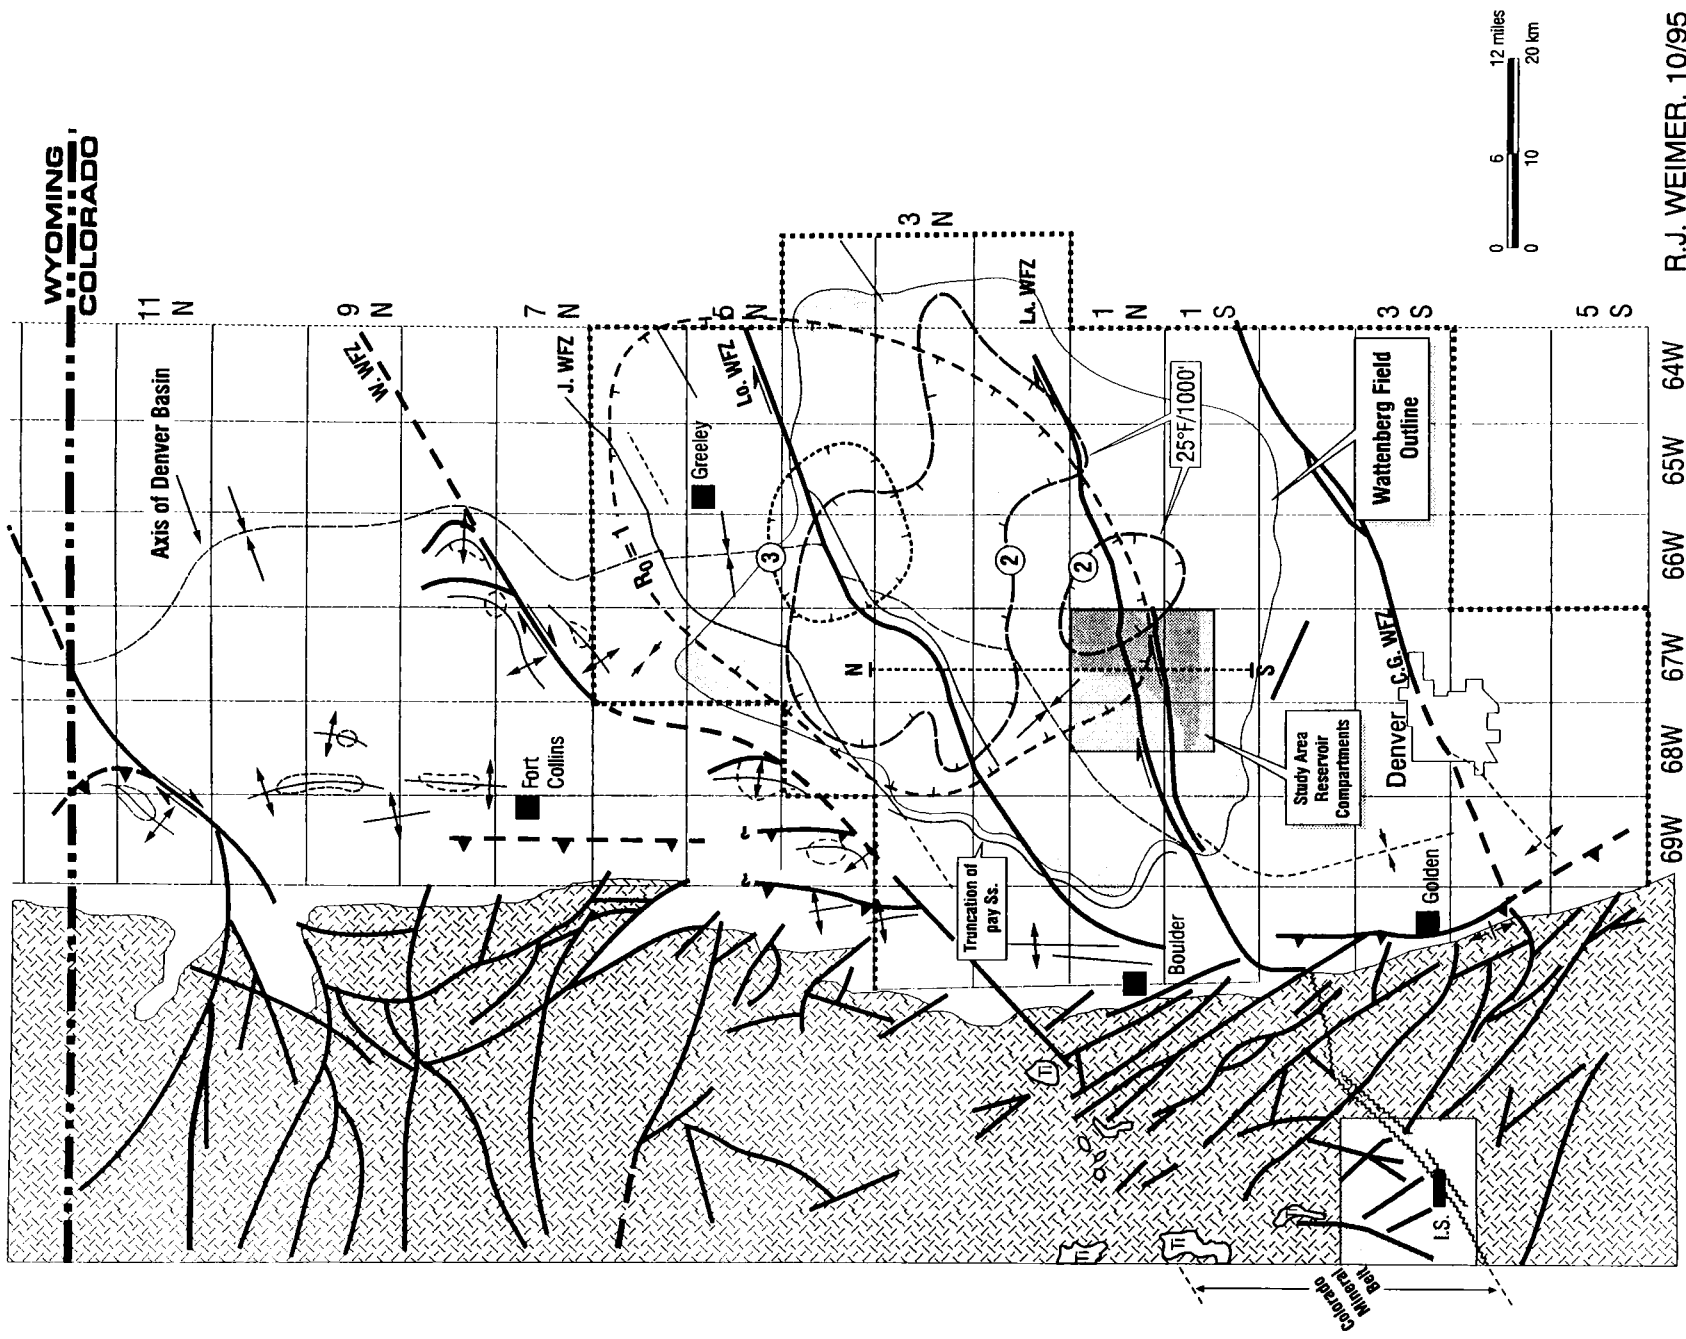 WYOMING
COLORADO
11
N
9
N
7
N
5
N
3
N
1
N
1
S
3
S
5
S
64W
65W
66W
67W
68W
69W
Axis of Denver Basin
W. WFZ
J. WFZ
Lo. WFZ
La. WFZ
C.G. WFZ
Ro = 1
Greeley
3
2
2
25°F/1000'
N
S
Wattenberg Field
Outline
Study Area
Reservoir
Compartments
Truncation of
pay Ss.
Fort
Collins
?
?
Boulder
Denver
Golden
Ti
Ti
Ti
I.S.
Colorado
Mineral
Belt
0 6 12 miles
0 10 20 km
R.J. WEIMER, 10/95